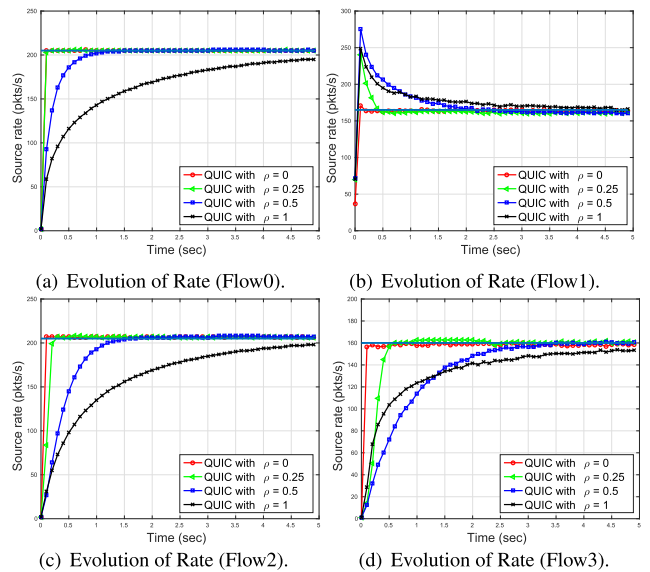 250
200
150
100
50
0
Source rate (pkts/s)
0 0.5 1 1.5 2 2.5 3 3.5 4 4.5 5
Time (sec)
QUIC with ρ = 0
QUIC with ρ = 0.25
QUIC with ρ = 0.5
QUIC with ρ = 1
(a) Evolution of Rate (Flow0).
300
250
200
150
100
50
0
Source rate (pkts/s)
0 0.5 1 1.5 2 2.5 3 3.5 4 4.5 5
Time (sec)
QUIC with ρ = 0
QUIC with ρ = 0.25
QUIC with ρ = 0.5
QUIC with ρ = 1
(b) Evolution of Rate (Flow1).
250
200
150
100
50
0
Source rate (pkts/s)
0 0.5 1 1.5 2 2.5 3 3.5 4 4.5 5
Time (sec)
QUIC with ρ = 0
QUIC with ρ = 0.25
QUIC with ρ = 0.5
QUIC with ρ = 1
(c) Evolution of Rate (Flow2).
200
180
160
140
120
100
80
60
40
20
0
Source rate (pkts/s)
0 0.5 1 1.5 2 2.5 3 3.5 4 4.5 5
Time (sec)
QUIC with ρ = 0
QUIC with ρ = 0.25
QUIC with ρ = 0.5
QUIC with ρ = 1
(d) Evolution of Rate (Flow3).